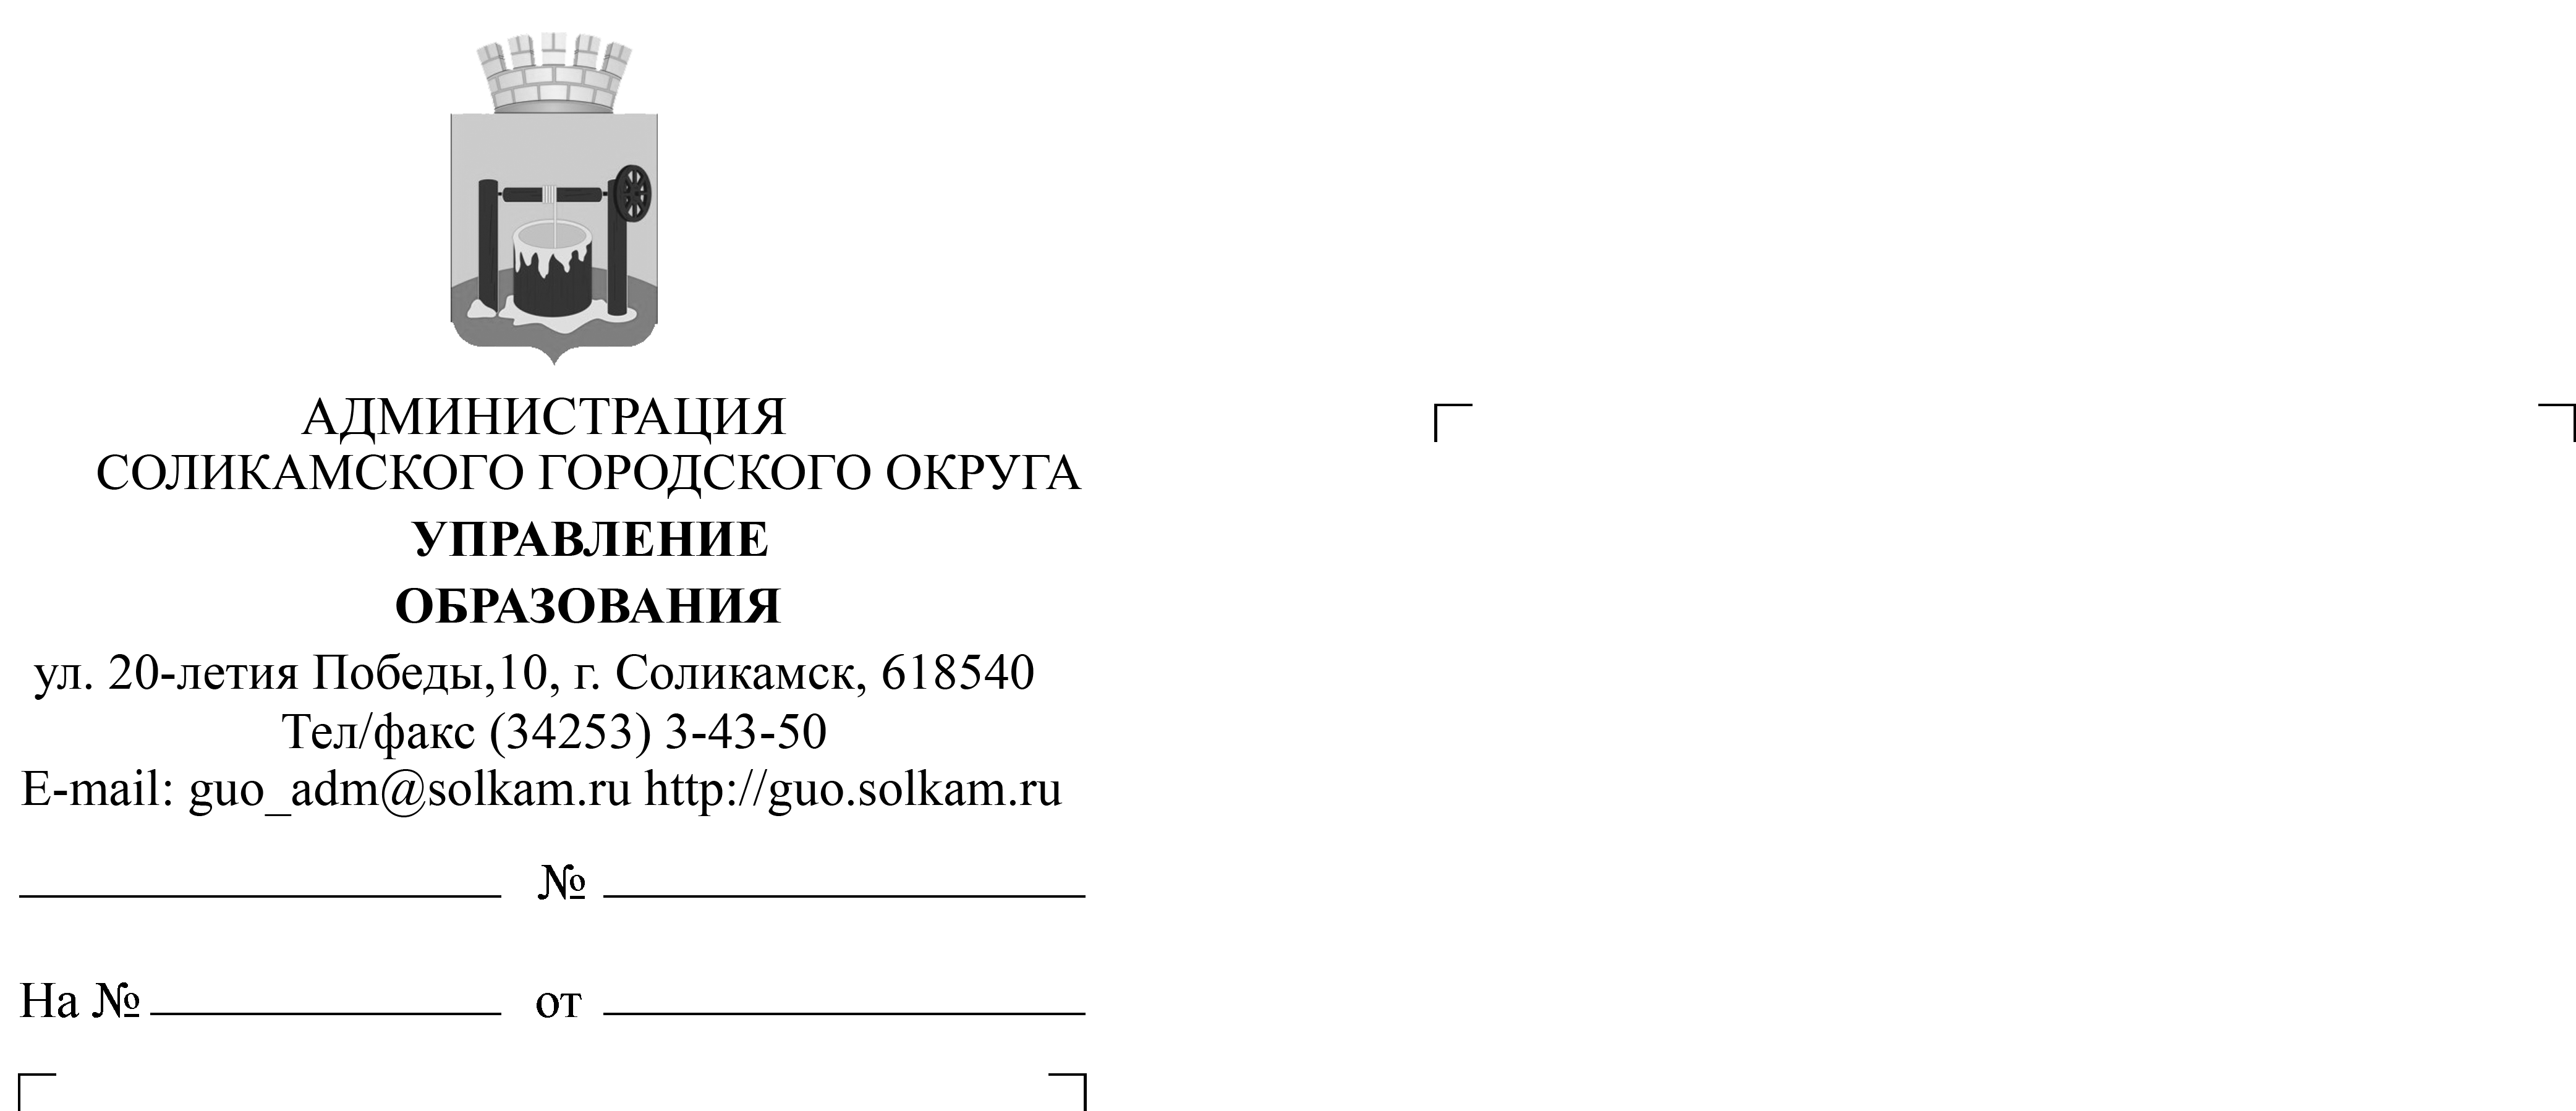 АДМИНИСТРАЦИЯ
СОЛИКАМСКОГО ГОРОДСКОГО ОКРУГА
УПРАВЛЕНИЕ
ОБРАЗОВАНИЯ
ул. 20-летия Победы,10, г. Соликамск, 618540
Тел/факс (34253) 3-43-50
E-mail: guo_adm@solkam.ru http://guo.solkam.ru
№
На № от